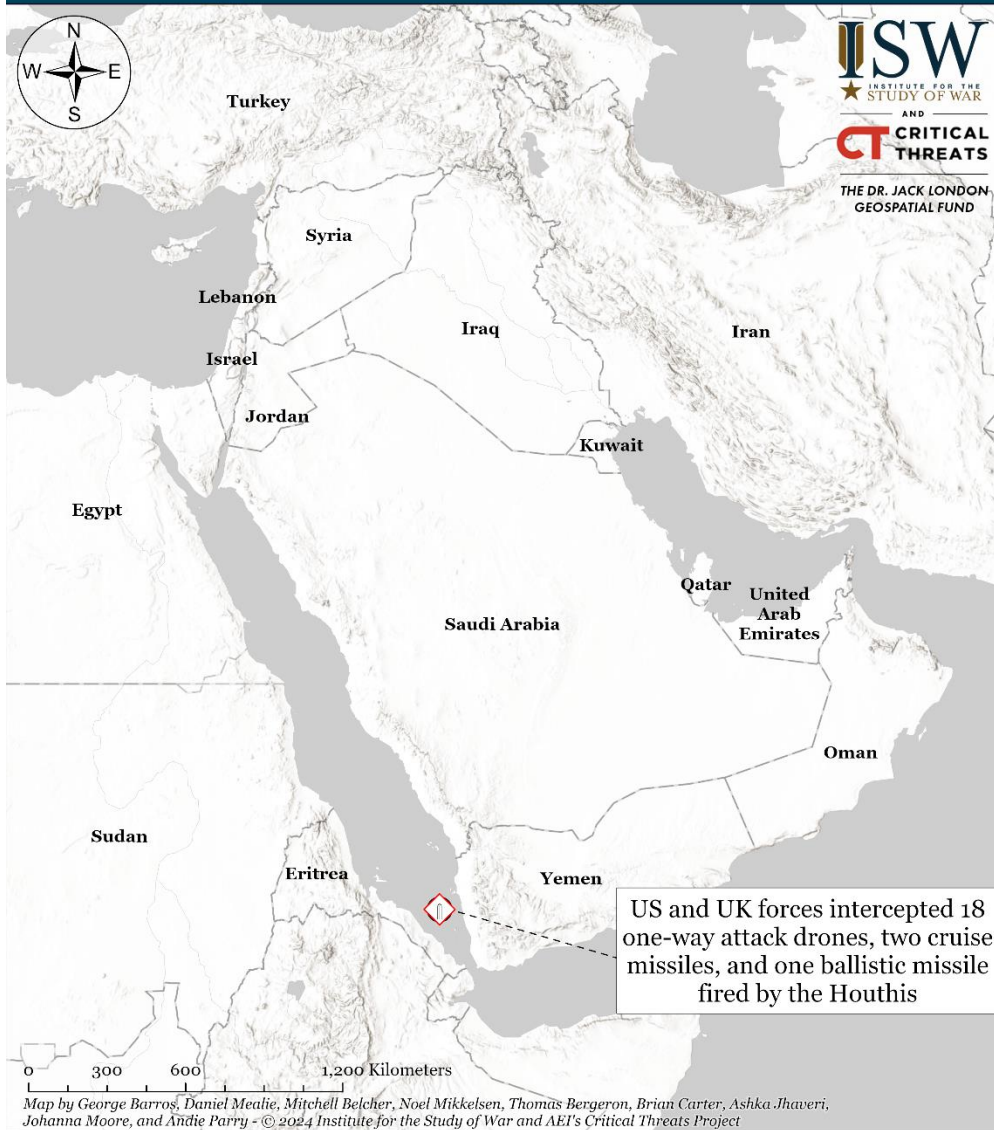 N
W E
S
ISW
INSTITUTE FOR THE
STUDY OF WAR
AND
CT CRITICAL
THREATS
THE DR. JACK LONDON
GEOSPATIAL FUND
Turkey
Syria
Lebanon
Iraq
Iran
Israel
Jordan
Kuwait
Egypt
Qatar
United
Arab
Emirates
Saudi Arabia
Oman
Sudan
Eritrea
Yemen
US and UK forces intercepted 18
one-way attack drones, two cruise
missiles, and one ballistic missile
fired by the Houthis
0 300 600 1,200 Kilometers
Map by George Barros, Daniel Mealie, Mitchell Belcher, Noel Mikkelsen, Thomas Bergeron, Brian Carter, Ashka Jhaveri,
Johanna Moore, and Andie Parry - © 2024 Institute for the Study of War and AEI's Critical Threats Project